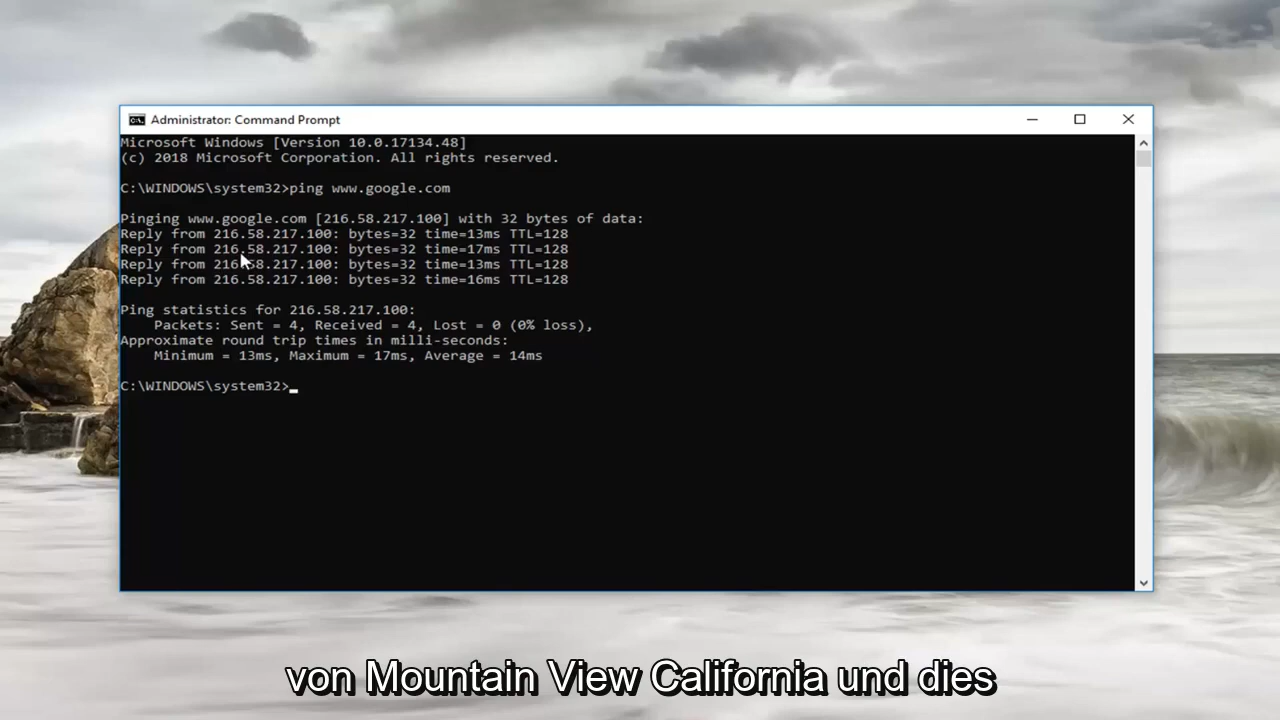 Administrator: Command Prompt
Microsoft Windows [Version 10.0.17134.48]
(c) 2018 Microsoft Corporation. All rights reserved.
C:\WINDOWS\system32>ping www.google.com
Pinging www.google.com [216.58.217.100] with 32 bytes of data:
Reply from 216.58.217.100: bytes=32 time=13ms TTL=128
Reply from 216.58.217.100: bytes=32 time=17ms TTL=128
Reply from 216.58.217.100: bytes=32 time=13ms TTL=128
Reply from 216.58.217.100: bytes=32 time=16ms TTL=128
Ping statistics for 216.58.217.100:
Packets: Sent = 4, Received = 4, Lost = 0 (0% loss),
Approximate round trip times in milli-seconds:
Minimum = 13ms, Maximum = 17ms, Average = 14ms
C:\WINDOWS\system32>
von Mountain View California und dies